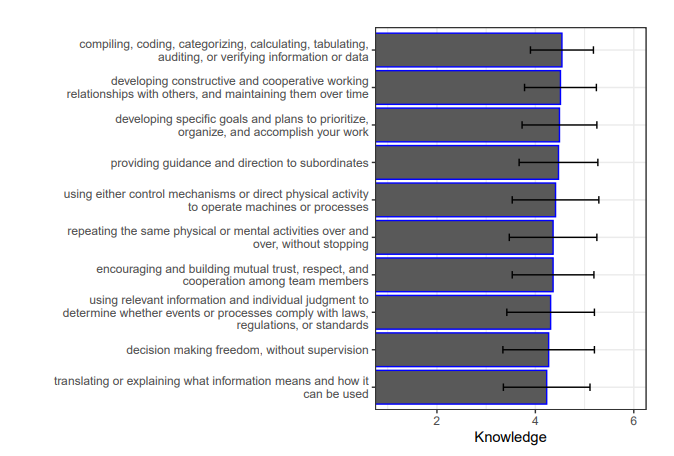 compiling, coding, categorizing, calculating, tabulating,
auditing, or verifying information or data
developing constructive and cooperative working
relationships with others, and maintaining them over time
developing specific goals and plans to prioritize,
organize, and accomplish your work
providing guidance and direction to subordinates
using either control mechanisms or direct physical activity
to operate machines or processes
repeating the same physical or mental activities over and
over, without stopping
encouraging and building mutual trust, respect, and
cooperation among team members
using relevant information and individual judgment to
determine whether events or processes comply with laws,
regulations, or standards
decision making freedom, without supervision
translating or explaining what information means and how it
can be used
2 4 6
Knowledge